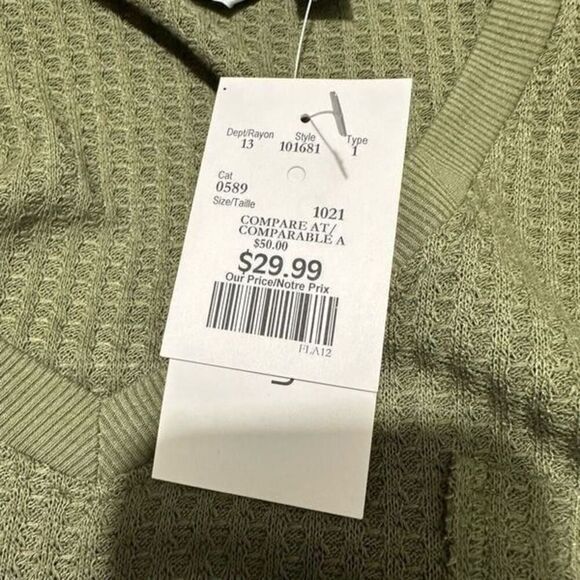 Dept/Rayon Style Type
13 101681 1
Cat
0589
Size/Taille 1021
COMPARE AT/
COMPARABLE A
$50.00
$29.99
Our Price/Notre Prix
FLA12